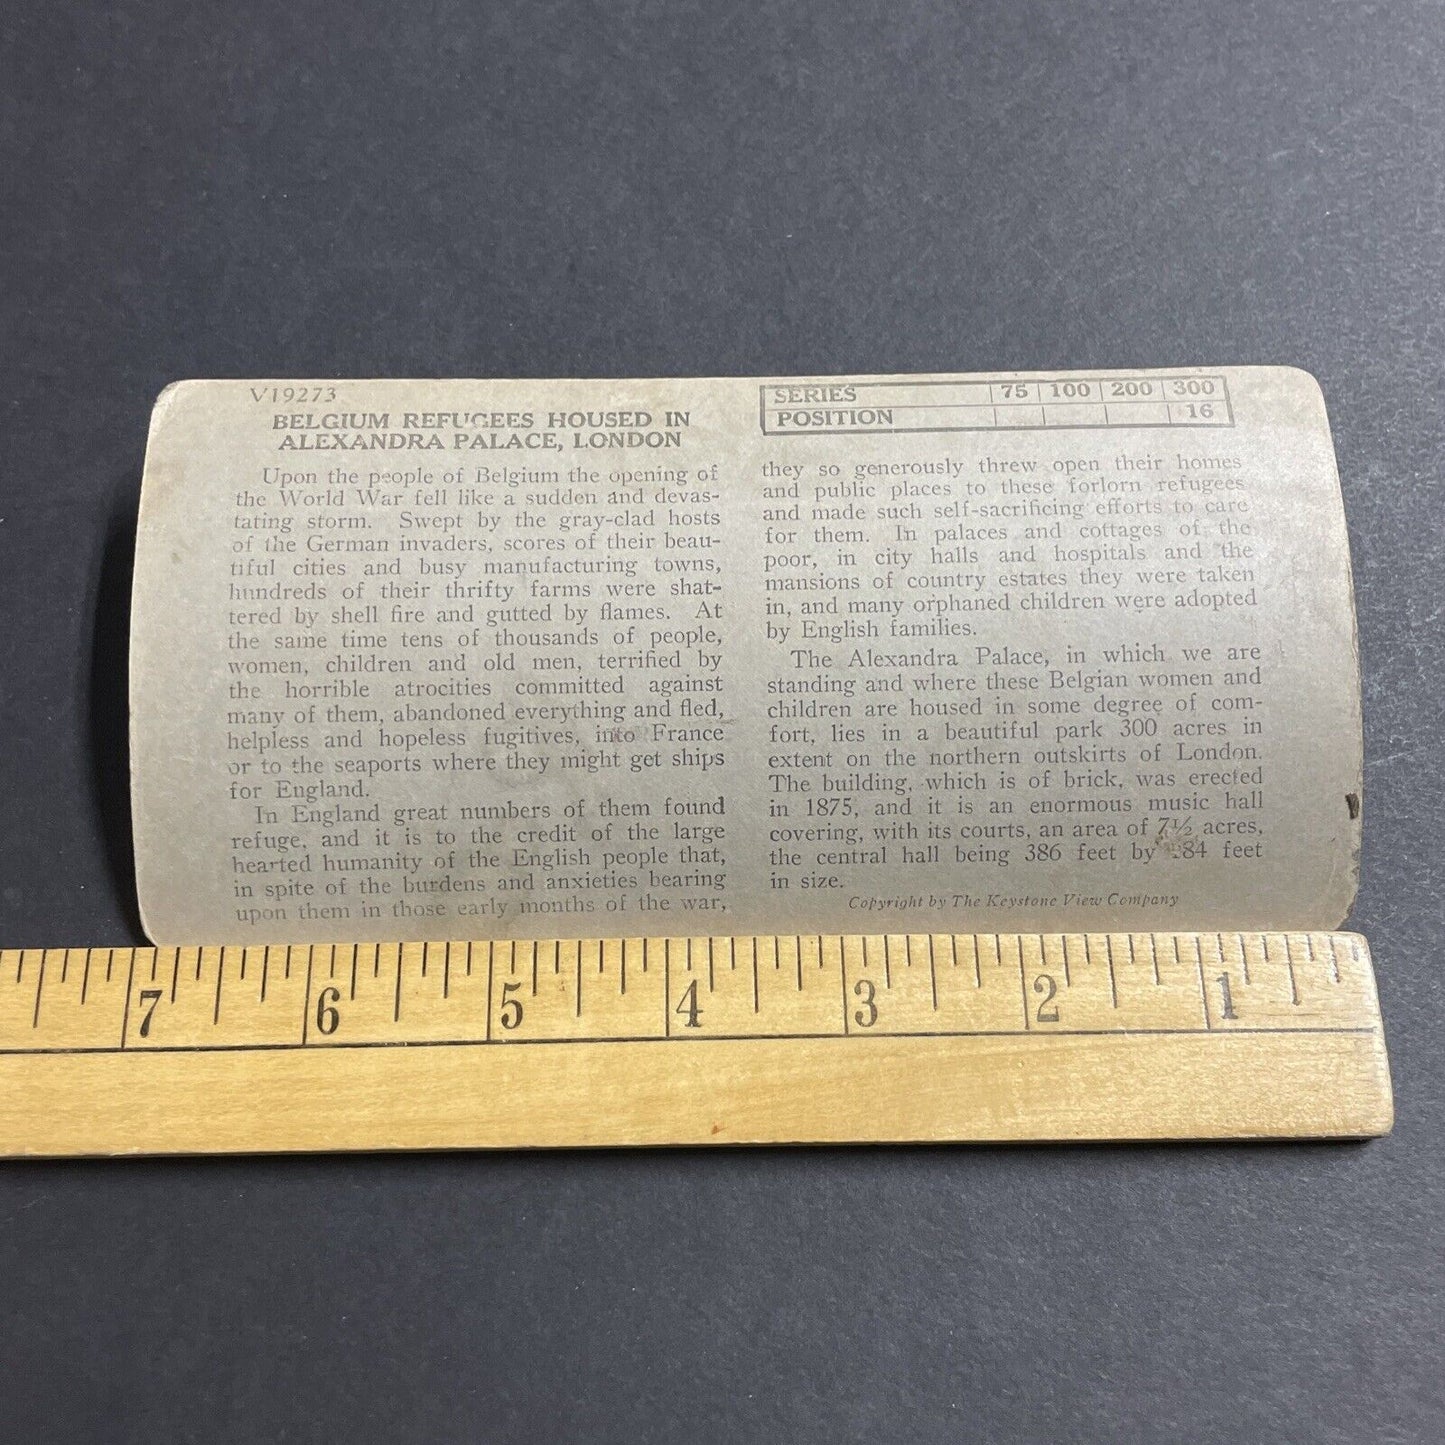 V19273
BELGIUM REFUGEES HOUSED IN
ALEXANDRA PALACE, LONDON
Upon the people of Belgium the opening of
the World War fell like a sudden and devas-
tating storm. Swept by the gray-clad hosts
of the German invaders, scores of their beau-
tiful cities and busy manufacturing towns,
hundreds of their thrifty farms were shat-
tered by shell fire and gutted by flames. At
the same time tens of thousands of people,
women, children and old men, terrified by
the horrible atrocities committed against
many of them, abandoned everything and fled,
helpless and hopeless fugitives, into France
or to the seaports where they might get ships
for England.
In England great numbers of them found
refuge, and it is to the credit of the large
hearted humanity of the English people that,
in spite of the burdens and anxieties bearing
upon them in those early months of the war,
SERIES | 75 | 100 | 200 | 300
POSITION 16
they so generously threw open their homes
and public places to these forlorn refugees
and made such self-sacrificing efforts to care
for them. In palaces and cottages of the
poor, in city halls and hospitals and the
mansions of country estates they were taken
in, and many orphaned children were adopted
by English families.
The Alexandra Palace, in which we are
standing and where these Belgian women and
children are housed in some degree of com-
fort, lies in a beautiful park 300 acres in
extent on the northern outskirts of London.
The building, which is of brick, was erected
in 1875, and it is an enormous music hall
covering, with its courts, an area of 7½ acres,
the central hall being 386 feet by 84 feet
in size.
Copyright by The Keystone View Company
7 6 5 4 3 2 1